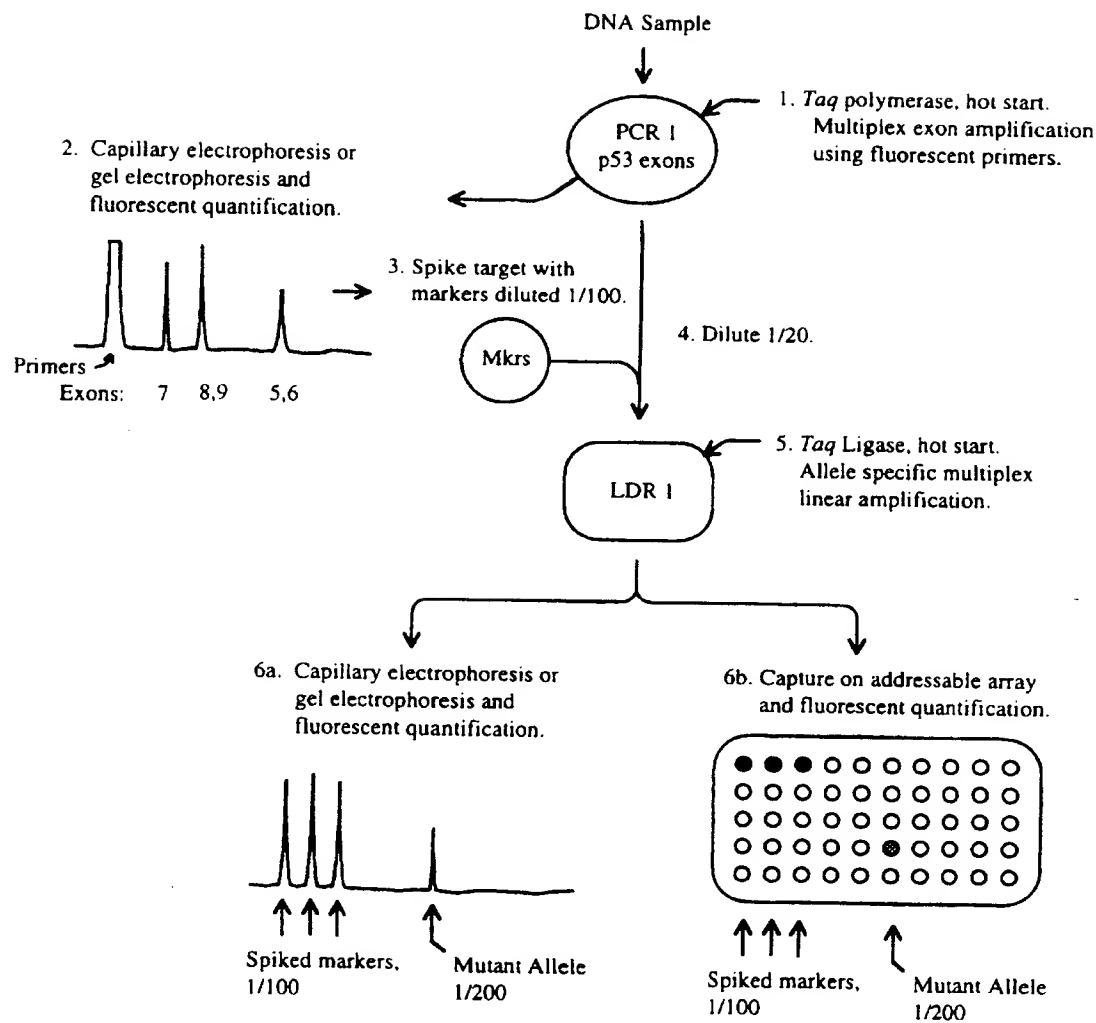 DNA Sample
PCR 1
p53 exons
1. Taq polymerase, hot start.
Multiplex exon amplification
using fluorescent primers.
2. Capillary electrophoresis or
gel electrophoresis and
fluorescent quantification.
Primers
Exons: 7 8,9 5,6
3. Spike target with
markers diluted 1/100.
Mkrs
4. Dilute 1/20.
LDR 1
5. Taq Ligase, hot start.
Allele specific multiplex
linear amplification.
6a. Capillary electrophoresis or
gel electrophoresis and
fluorescent quantification.
Spiked markers,
1/100
Mutant Allele
1/200
6b. Capture on addressable array
and fluorescent quantification.
Spiked markers,
1/100
Mutant Allele
1/200